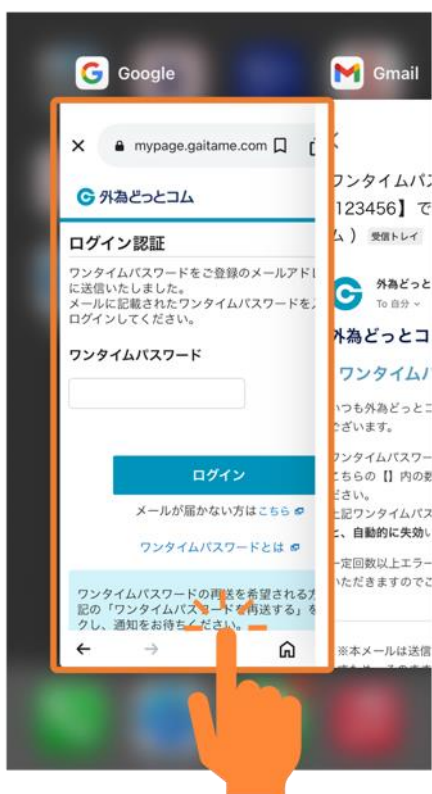 Google
mypage.gaitame.com
外為どっとコム
ログイン認証
ワンタイムパスワードをご登録のメールアドレ
に送信いたしました。
メールに記載されたワンタイムパスワードを入
ログインしてください。
ワンタイムパスワード
ログイン
メールが届かない方はこちら
ワンタイムパスワードとは
ワンタイムパスワードの再送を希望される方
記の「ワンタイムパスワードを再送する」を
クし、通知をお待ちください。
Gmail
ワンタイムパス
123456】で
ム ) 受信トレイ
外為どっと
To 自分
外為どっとコ
ワンタイムパ
いつも外為どっとコ
ございます。
ワンタイムパスワー
こちらの【】内の数
ださい。
上記ワンタイムパス
と、自動的に失効い
一定回数以上エラー
いただきますのでご
※本メールは送信